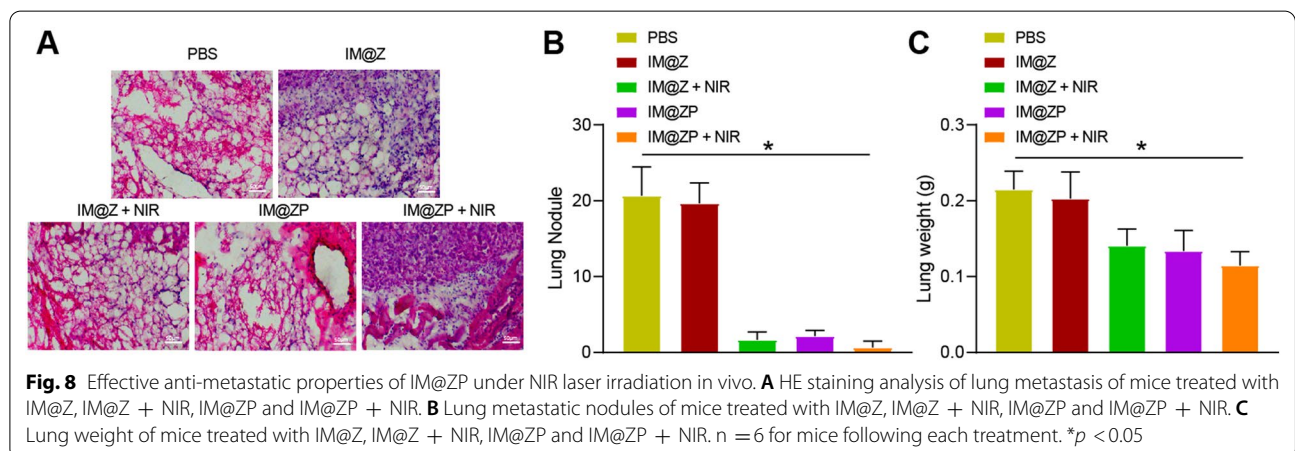 A
PBS
IM@Z
IM@Z + NIR
IM@ZP
IM@ZP + NIR
B
PBS
IM@Z
IM@Z + NIR
IM@ZP
IM@ZP + NIR
30
20
10
0
Lung Nodule
*
C
PBS
IM@Z
IM@Z + NIR
IM@ZP
IM@ZP + NIR
0.3
0.2
0.1
0.0
Lung weight (g)
*
Fig. 8 Effective anti-metastatic properties of IM@ZP under NIR laser irradiation in vivo. A HE staining analysis of lung metastasis of mice treated with
IM@Z, IM@Z + NIR, IM@ZP and IM@ZP + NIR. B Lung metastatic nodules of mice treated with IM@Z, IM@Z + NIR, IM@ZP and IM@ZP + NIR. C
Lung weight of mice treated with IM@Z, IM@Z + NIR, IM@ZP and IM@ZP + NIR. n = 6 for mice following each treatment. *p < 0.05